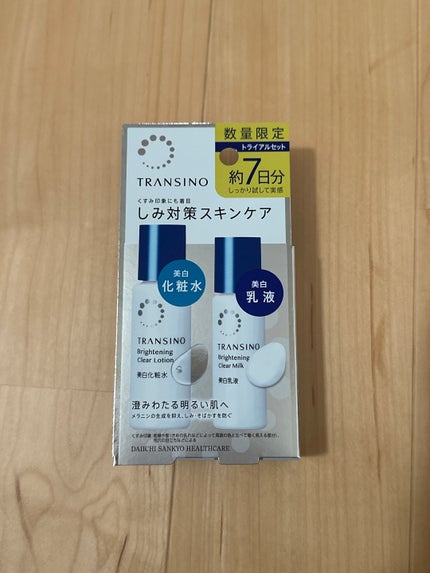 数量限定
トライアルセット
約7日分
しっかり試して実感
TRANSINO
くすみ印象にも着目
しみ対策スキンケア
美白
化粧水
美白
乳液
TRANSINO
Brightening
Clear Lotion
美白化粧水
TRANSINO
Brightening
Clear Milk
美白乳液
澄みわたる明るい肌へ
メラニンの生成を抑え、しみ・そばかすを防ぐ
DAIICHI SANKYO HEALTHCARE